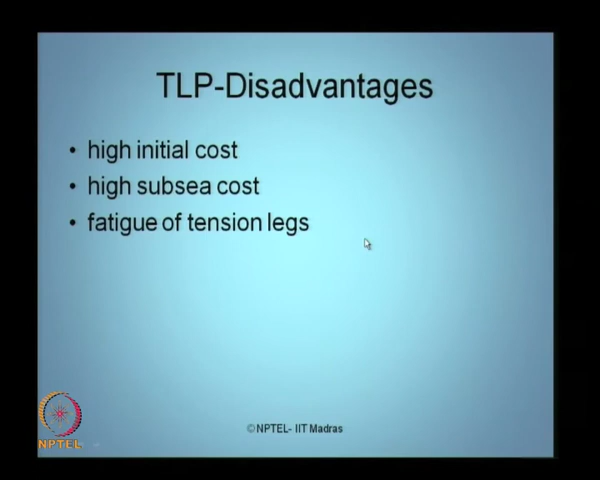 TLP-Disadvantages
• high initial cost
• high subsea cost
• fatigue of tension legs
NPTEL
© NPTEL- IIT Madras